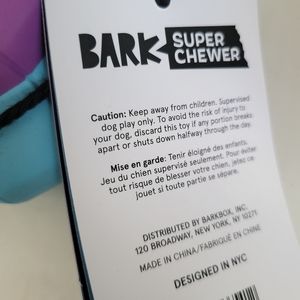 BARK SUPER
CHEWER
Caution: Keep away from children. Supervised
dog play only. To avoid the risk of injury to
your dog, discard this toy if any portion breaks
apart or shuts down halfway through the day.
Mise en garde: Tenir éloigné des enfants.
Jeu du chien supervisé seulement. Pour éviter
tout risque de blesser votre chien, jetez ce
jouet si toute partie se sépare.
DISTRIBUTED BY BARKBOX, INC.
120 BROADWAY, NEW YORK, NY 10271
MADE IN CHINA/FABRIQUÉ EN CHINE
DESIGNED IN NYC